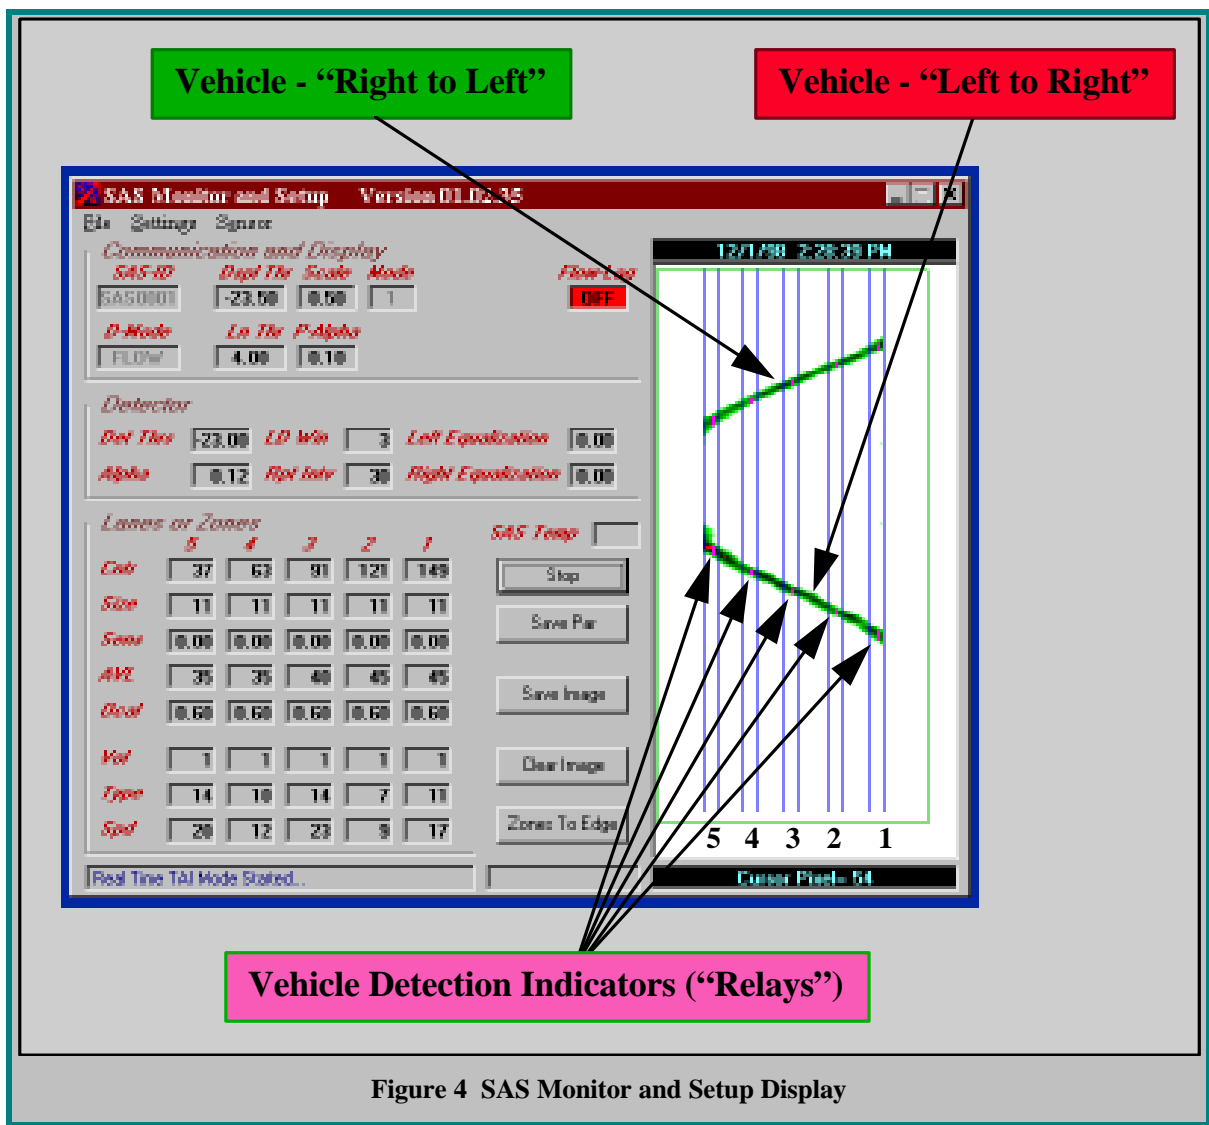 Vehicle - “Right to Left”
Vehicle - “Left to Right”
SAS Monitor and Setup Version 01.02.35
File Settings Sensor
Communication and Display
SAS-ID Dspl Thr Scale Mode Flow-Log
SAS0001 -23.50 0.50 1 OFF
D-Mode Ln Thr P-Alpha
FLOW 4.00 0.10
Detector
Det Thr -23.00 LD Win 3 Left Equalization 0.00
Alpha 0.12 Rpt Intv 30 Right Equalization 0.00
Lanes or Zones
SAS Temp
5 4 3 2 1
Cntr 37 63 91 121 149
Size 11 11 11 11 11
Sens 0.00 0.00 0.00 0.00 0.00
AVL 35 35 40 45 45
Dcal 0.60 0.60 0.60 0.60 0.60
Vol 1 1 1 1 1
Type 14 10 14 7 11
Spd 20 12 23 9 17
Stop
Save Par
Save Image
Clear Image
Zones To Edge
Real Time TAI Mode Started...
12/1/98 2:28:39 PM
5 4 3 2 1
Cursor Pixel= 54
Vehicle Detection Indicators (“Relays”)
Figure 4 SAS Monitor and Setup Display